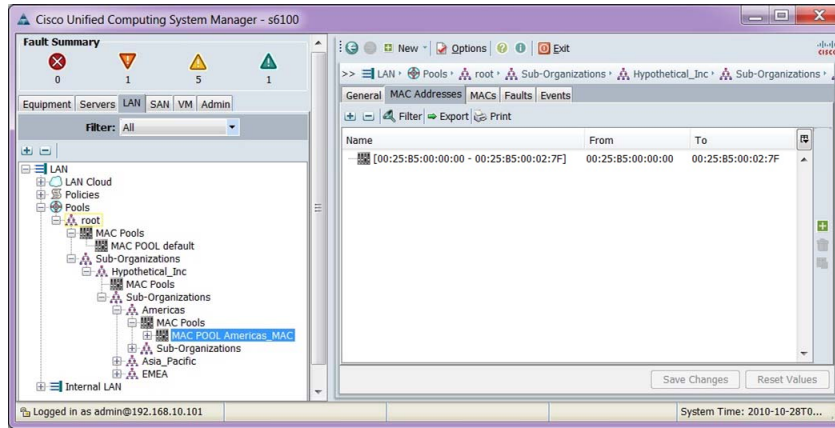 Cisco Unified Computing System Manager - s6100
Fault Summary
0 1 5 1
Equipment Servers LAN SAN VM Admin
Filter: All
LAN
LAN Cloud
Policies
Pools
root
MAC Pools
MAC POOL default
Sub-Organizations
Hypothetical_Inc
MAC Pools
Sub-Organizations
Americas
MAC Pools
MAC POOL Americas_MAC
Sub-Organizations
Asia_Pacific
EMEA
Internal LAN
New Options Exit
cisco
>> LAN Pools root Sub-Organizations Hypothetical_Inc Sub-Organizations
General MAC Addresses MACs Faults Events
Filter Export Print
Name From To
[00:25:B5:00:00:00 - 00:25:B5:00:02:7F] 00:25:B5:00:00:00 00:25:B5:00:02:7F
Save Changes Reset Values
Logged in as admin@192.168.10.101 System Time: 2010-10-28T0...